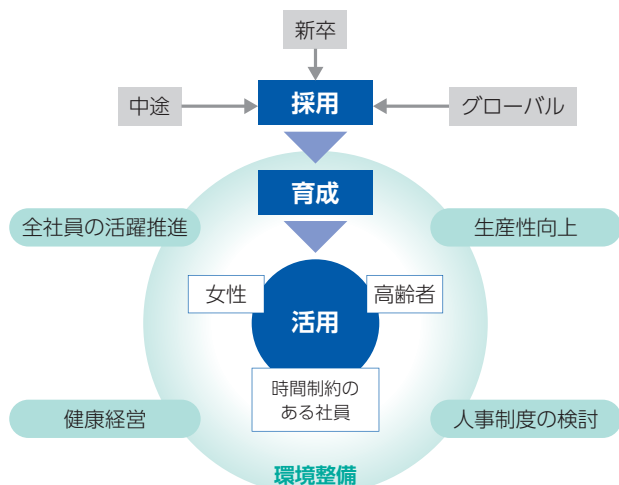 新卒
中途
採用
グローバル
育成
全社員の活躍推進
生産性向上
女性
高齢者
活用
時間制約の
ある社員
健康経営
人事制度の検討
環境整備